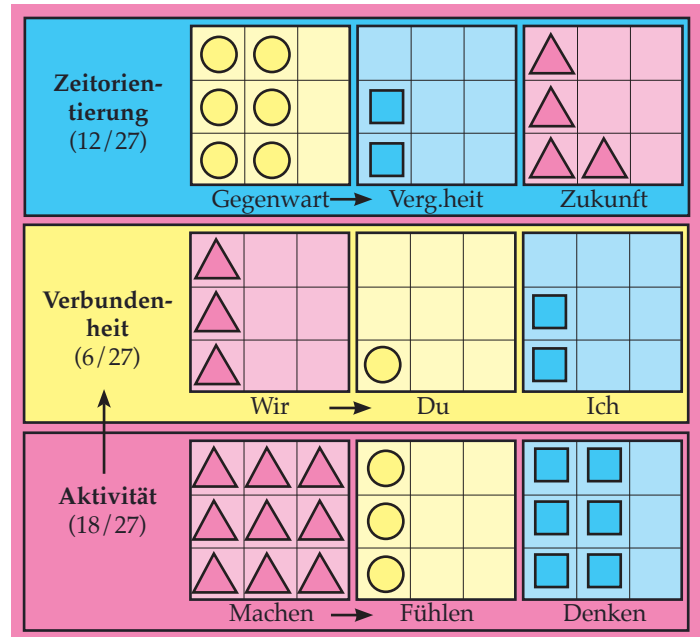 Zeitorien-
tierung
(12/27)
Gegenwart Verg.heit Zukunft
Verbunden-
heit
(6/27)
Wir Du Ich
Aktivität
(18/27)
Machen Fühlen Denken